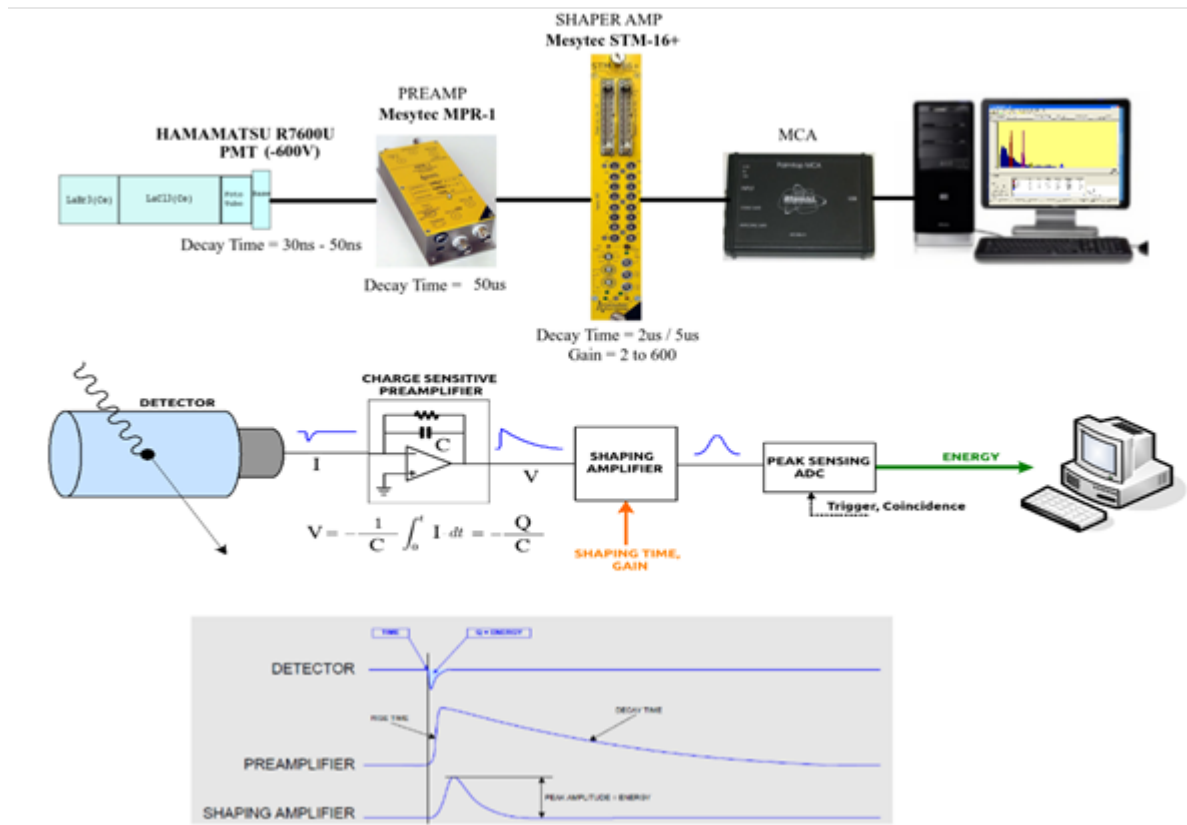 SHAPER AMP
Mesytec STM-16+
PREAMP
Mesytec MPR-1
MCA
HAMAMATSU R7600U
PMT (-600V)
LaBr3(Ce)
LaCl3(Ce)
Decay Time = 30ns - 50ns
Decay Time = 50us
Decay Time = 2us / 5us
Gain = 2 to 600
CHARGE SENSITIVE
PREAMPLIFIER
DETECTOR
C
I
V
SHAPING
AMPLIFIER
PEAK SENSING
ADC
ENERGY
Trigger, Coincidence
V = - 1/C ∫₀ᵗ I · dt = - Q/C
SHAPING TIME,
GAIN
TIME
Q = ENERGY
DETECTOR
RISE TIME
DECAY TIME
PREAMPLIFIER
PEAK AMPLITUDE = ENERGY
SHAPING AMPLIFIER